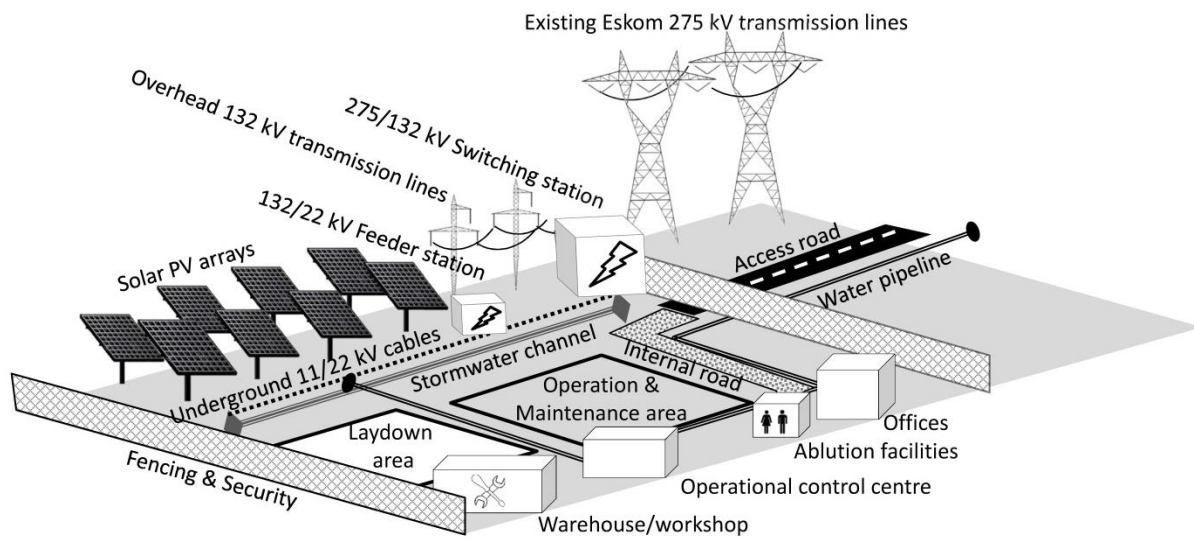 Existing Eskom 275 kV transmission lines
Overhead 132 kV transmission lines
275/132 kV Switching station
132/22 kV Feeder station
Solar PV arrays
Access road
Water pipeline
Underground 11/22 kV cables
Stormwater channel
Internal road
Operation &
Maintenance area
Laydown
area
Fencing & Security
Offices
Ablution facilities
Operational control centre
Warehouse/workshop